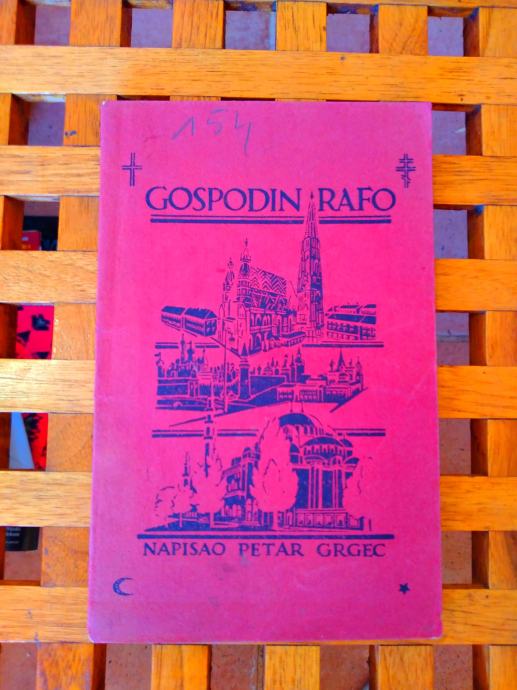 154
GOSPODIN RAFO
NAPISAO PETAR GRGEC